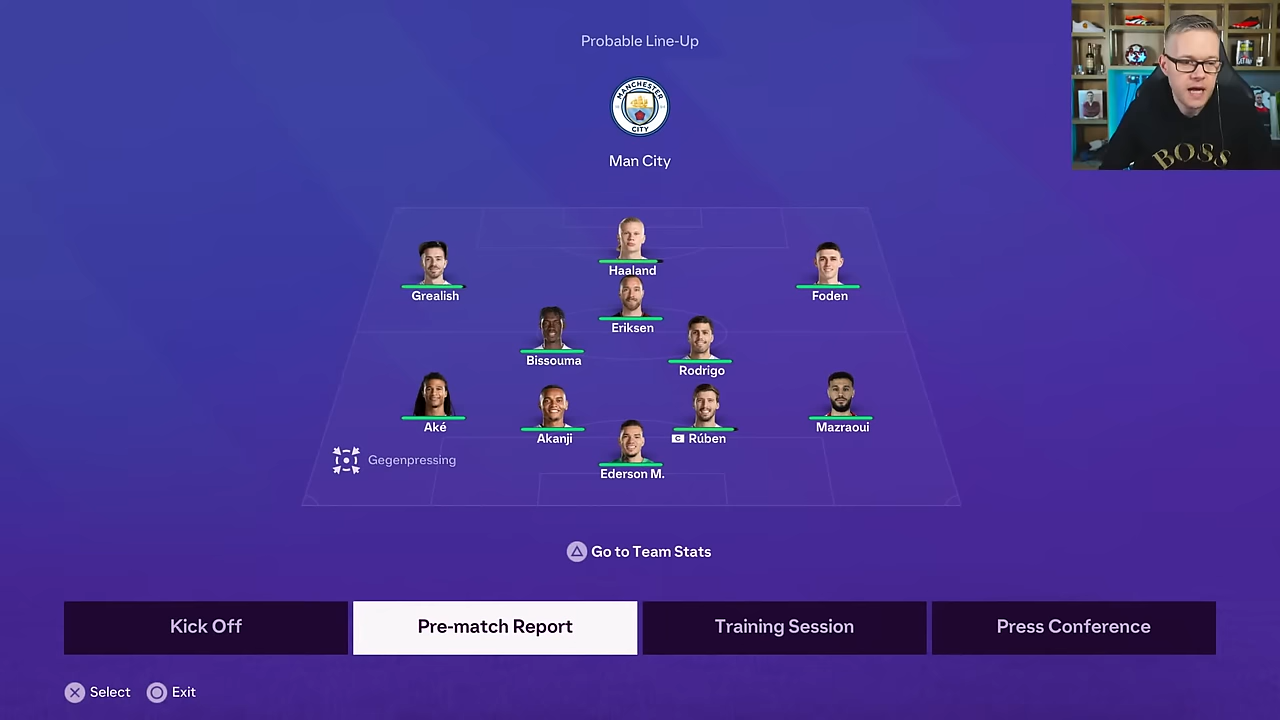 Probable Line-Up
MANCHESTER
CITY
Man City
Haaland
Grealish
Foden
Eriksen
Bissouma
Rodrigo
Aké
Mazraoui
Akanji
C Rúben
Ederson M.
Gegenpressing
Go to Team Stats
Kick Off
Pre-match Report
Training Session
Press Conference
Select
Exit
BOSS